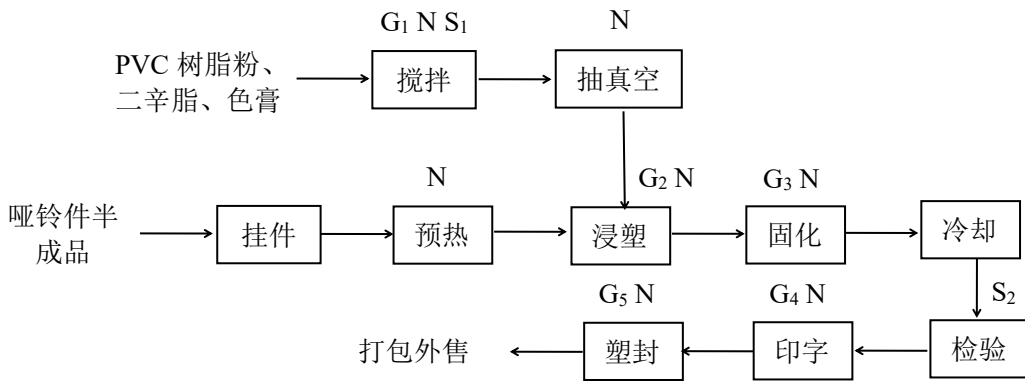 G₁ N S₁
N
PVC 树脂粉、
二辛脂、色膏
搅拌
抽真空
N
G₂ N
G₃ N
哑铃件半
成品
挂件
预热
浸塑
固化
冷却
G₅ N
G₄ N
S₂
打包外售
塑封
印字
检验